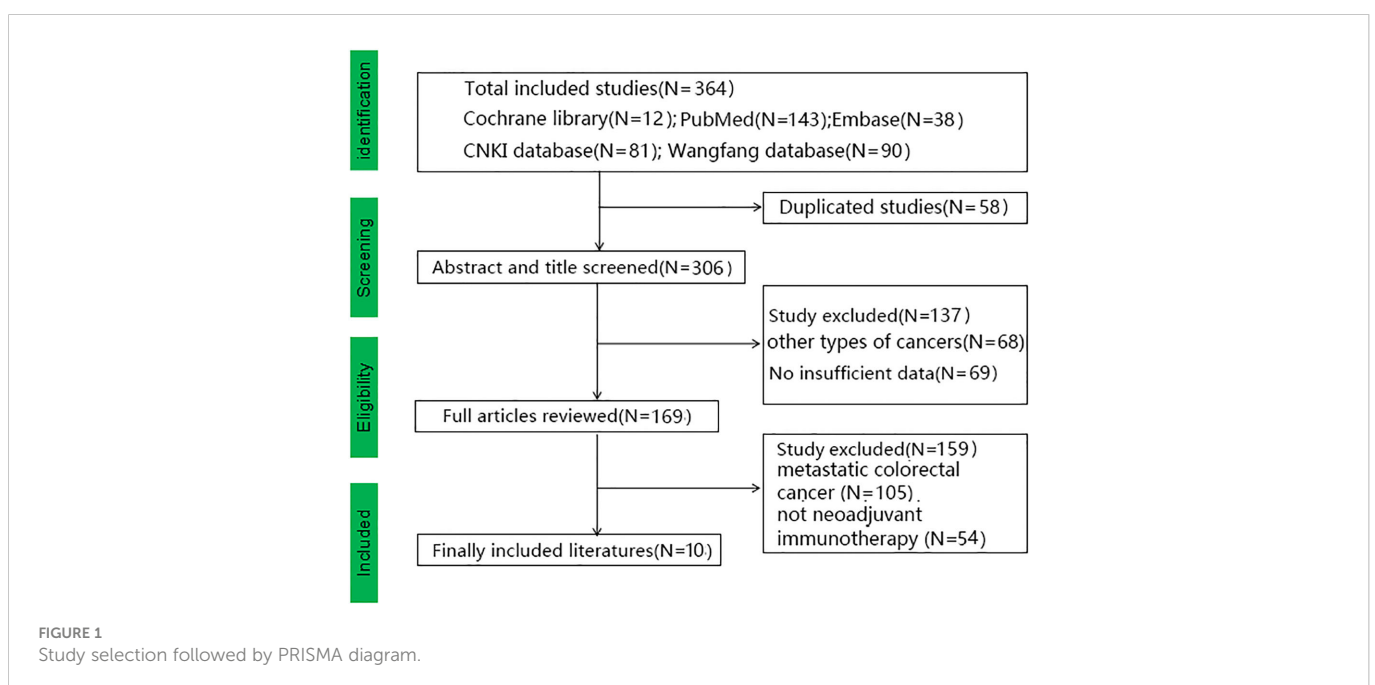 identification
Total included studies(N=364)
Cochrane library(N=12); PubMed(N=143);Embase(N=38)
CNKI database(N=81); Wangfang database(N=90)
Duplicated studies(N=58)
Screening
Abstract and title screened(N=306)
Study excluded(N=137)
other types of cancers(N=68)
No insufficient data(N=69)
Eligibility
Full articles reviewed(N=169)
Study excluded(N=159)
metastatic colorectal
cancer (N=105)
not neoadjuvant
immunotherapy (N=54)
Included
Finally included literatures(N=10)
FIGURE 1
Study selection followed by PRISMA diagram.